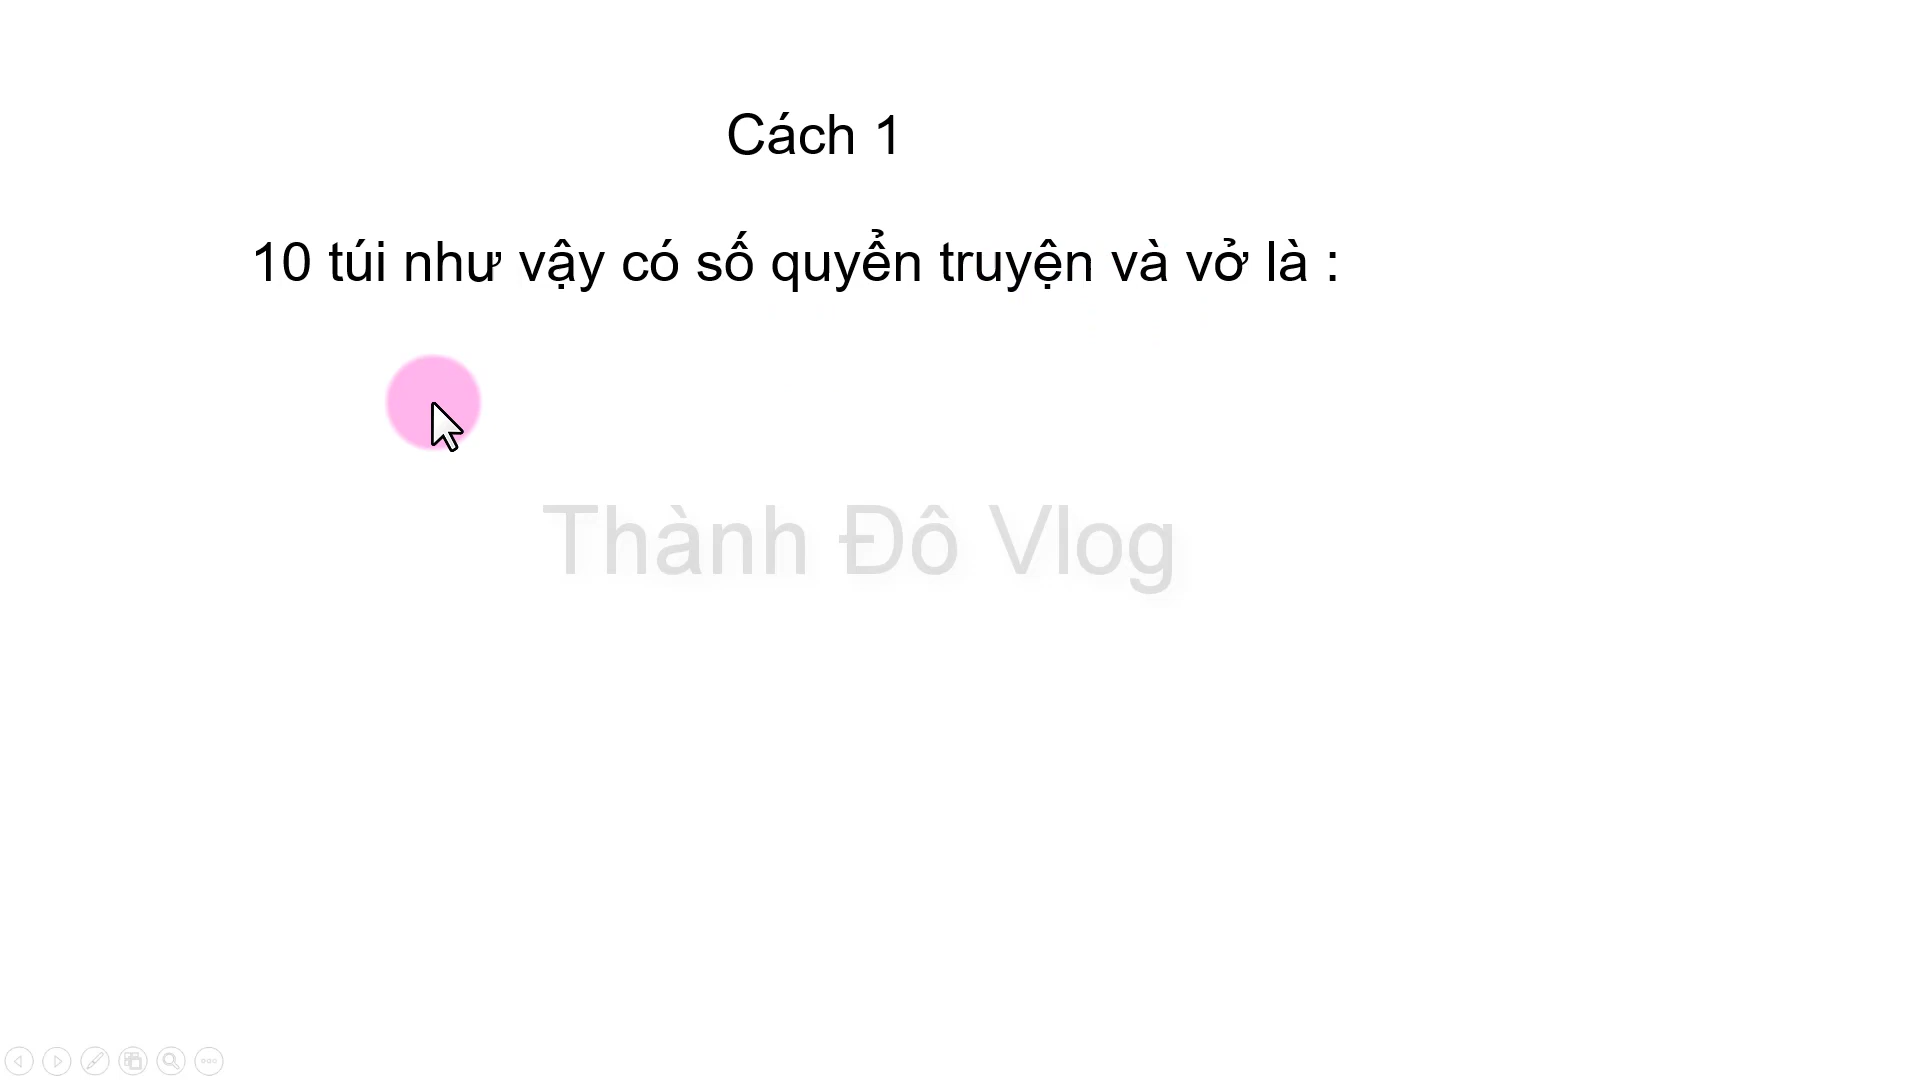 Cách 1
10 túi như vậy có số quyển truyện và vở là :
Thành Đô Vlog